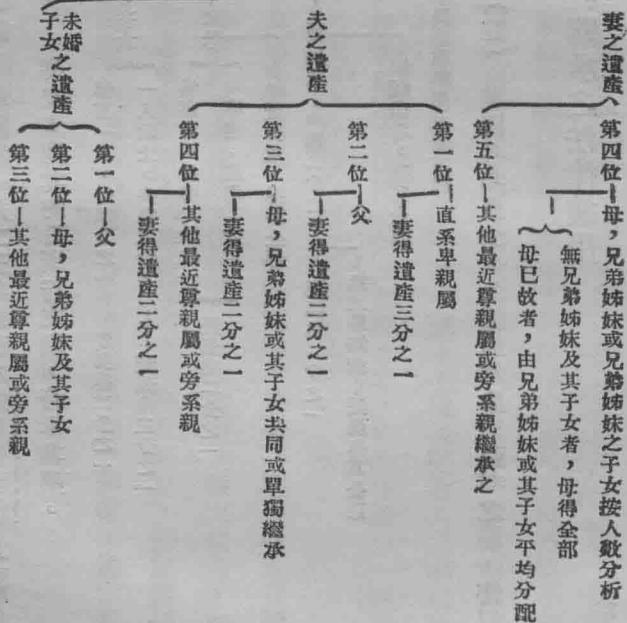 妻之遺產
第四位—母,兄弟姊妹或兄弟姊妹之子女按人數分析
無兄弟姊妹及其子女者,母得全部
母已故者,由兄弟姊妹或其子女平均分配
第五位—其他最近尊親屬或旁系親繼承之
夫之遺產
第一位—直系卑親屬
—妻得遺產三分之一
第二位—父
—妻得遺產二分之一
第三位—母,兄弟姊妹或其子女共同或單獨繼承
—妻得遺產二分之一
第四位—其他最近尊親屬或旁系親
—妻得遺產二分之一
未婚之遺產
子女
第一位—父
第二位—母,兄弟姊妹及其子女
第三位—其他最近尊親屬或旁系親